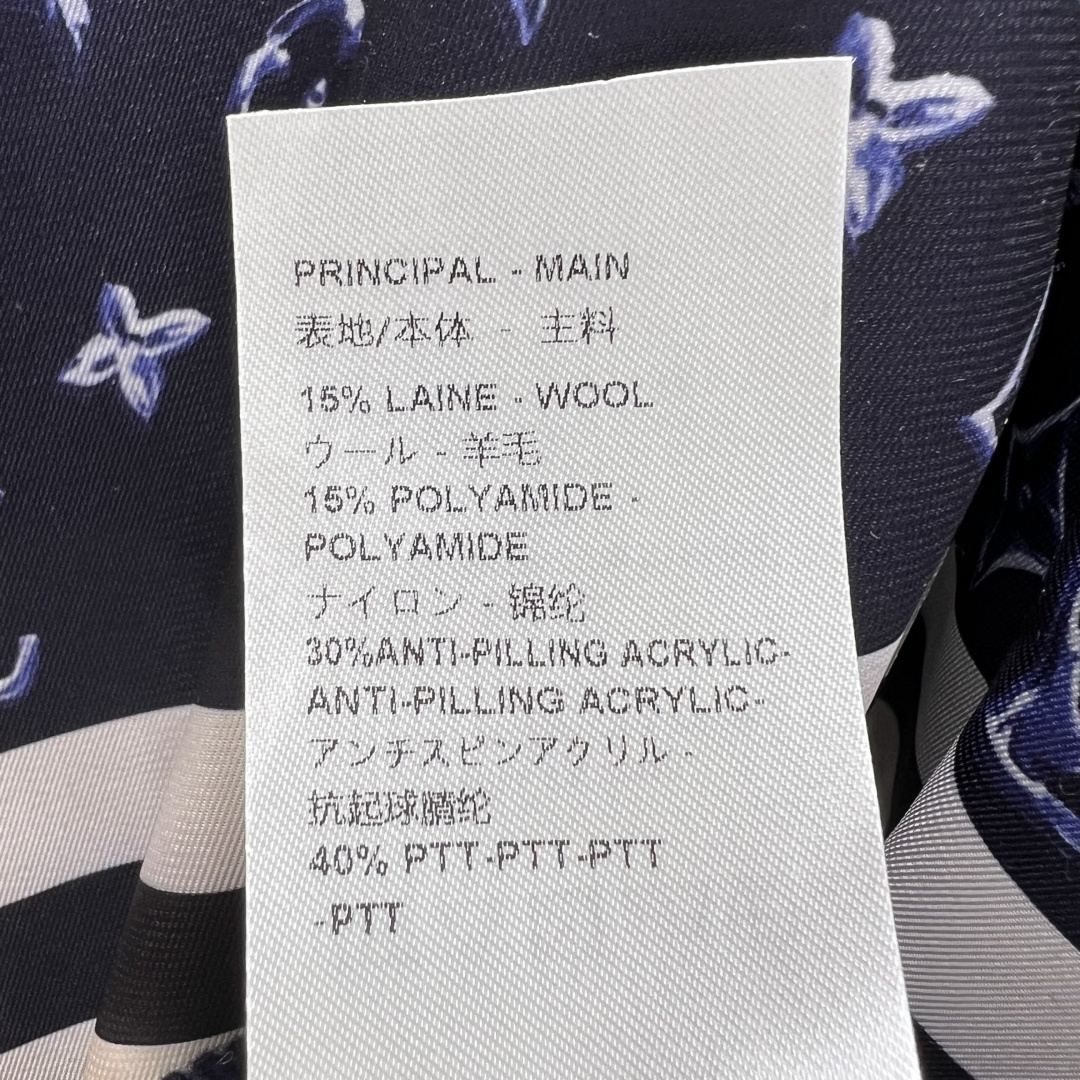 PRINCIPAL - MAIN
表地/本体 - 主料
15% LAINE - WOOL
ウール - 羊毛
15% POLYAMIDE -
POLYAMIDE
ナイロン - 锦纶
30%ANTI-PILLING ACRYLIC-
ANTI-PILLING ACRYLIC-
アンチスピンアクリル -
抗起球腈纶
40% PTT-PTT-PTT
-PTT